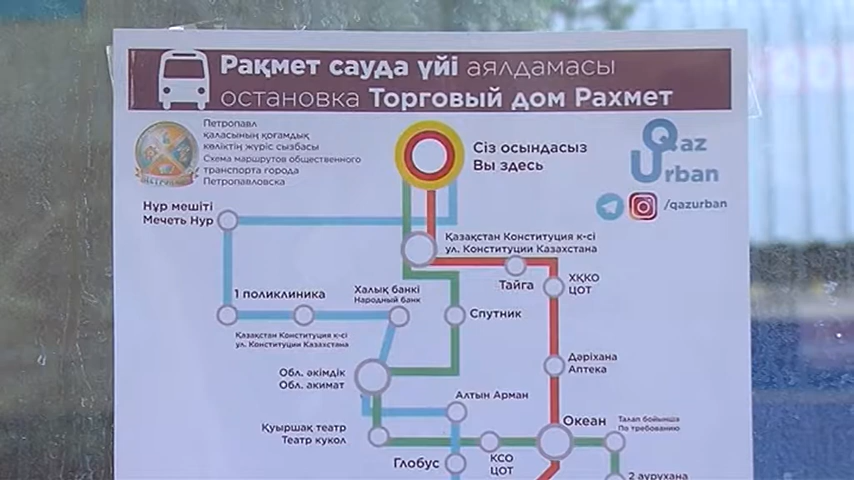 Рақмет сауда үйі аялдамасы
остановка Торговый дом Рахмет
Петропавл
қаласының қоғамдық
көліктің жүріс сызбасы
Схема маршрутов общественного
транспорта города
Петропавловска
Сіз осындасыз
Вы здесь
Qaz
Urban
/qazurban
Нұр мешіті
Мечеть Нур
Қазақстан Конституция к-сі
ул. Конституции Казахстана
Тайга
ХҚКО
ЦОТ
1 поликлиника
Халық банкі
Народный банк
Спутник
Қазақстан Конституция к-сі
ул. Конституции Казахстана
Дәріхана
Аптека
Обл. әкімдік
Обл. акимат
Алтын Арман
Қуыршақ театр
Театр кукол
Океан
Талап бойынша
По требованию
Глобус
КСО
ЦОТ
2 аурухана